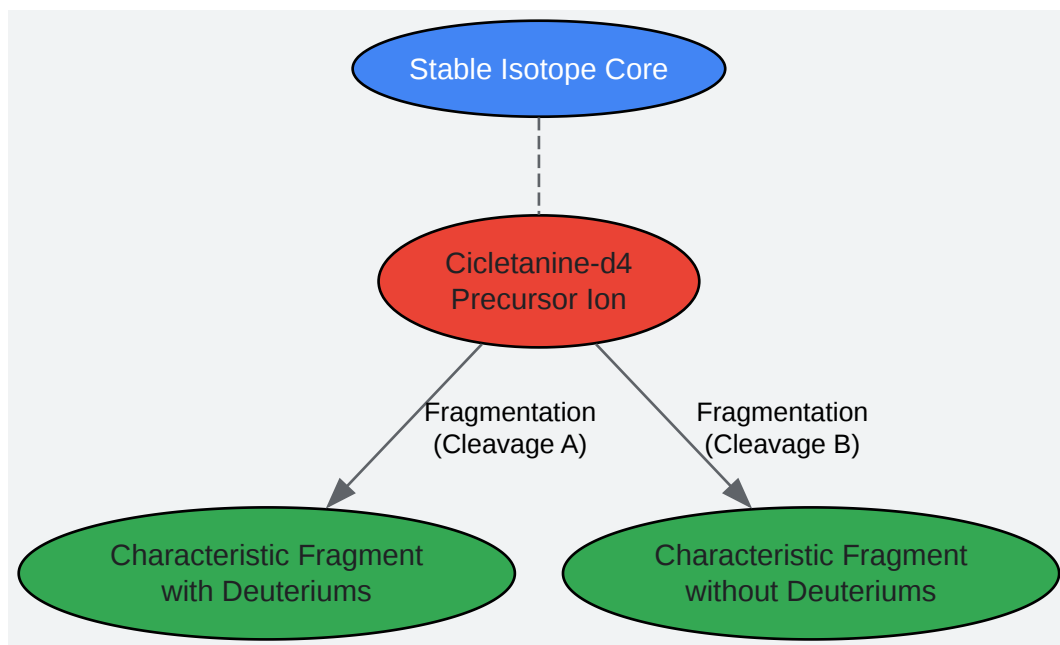 Stable Isotope Core
Cicletanine-d4
Precursor Ion
Fragmentation
(Cleavage A)
Fragmentation
(Cleavage B)
Characteristic Fragment
with Deuteriums
Characteristic Fragment
without Deuteriums